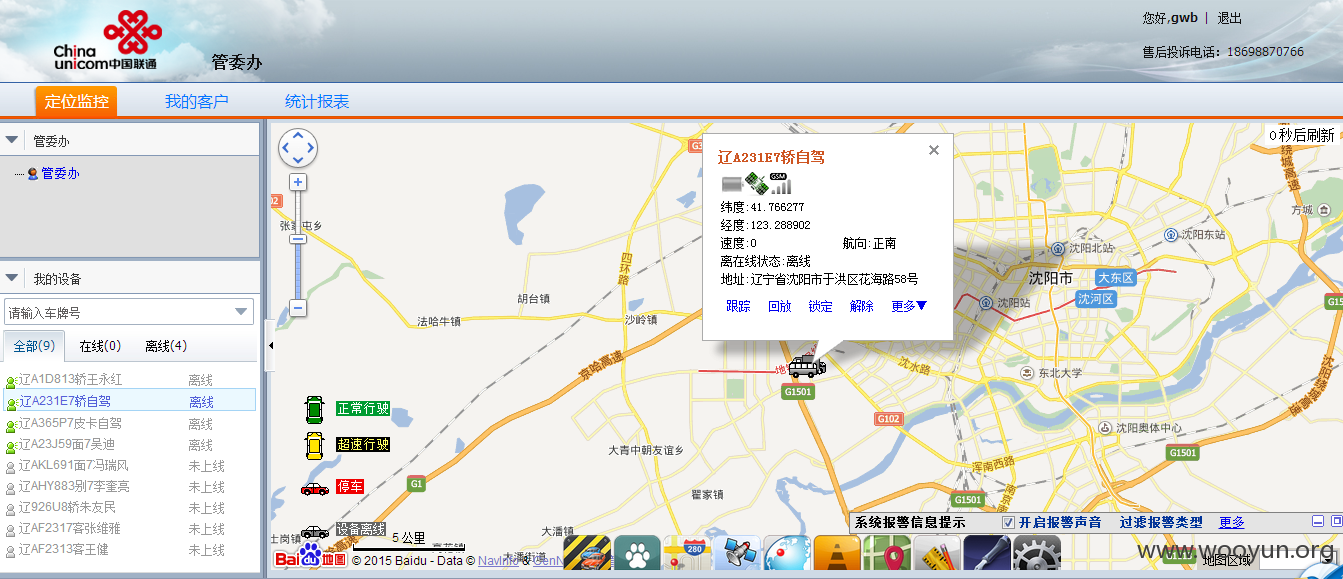 您好,gwb | 退出
China unicom中国联通
管委办
售后投诉电话：18698870766
定位监控 我的客户 统计报表
管委办
管委办
我的设备
请输入车牌号
全部(9) 在线(0) 离线(4)
辽A1D813轿王永红 离线
辽A231E7轿自驾 离线
辽A365P7皮卡自驾 离线
辽A23J59面7吴迪 离线
辽AKL691面7冯瑞风 未上线
辽AHY883别7李奎亮 未上线
辽926U8轿朱友民 未上线
辽AF2317客张维雅 未上线
辽AF2313客王健 未上线
0 秒后刷新
辽A231E7轿自驾
GSM
纬度:41.766277
经度:123.288902
速度:0 航向:正南
离在线状态:离线
地址:辽宁省沈阳市于洪区花海路58号
跟踪 回放 锁定 解除 更多▼
绕城高速
方城
沈阳东站
沈阳北站
沈阳市
大东区
沈河区
沈阳站
四环路
胡台镇
法哈牛镇
沙岭镇
京哈高速
G1501
沈水路
东北大学
G102
沈阳奥体中心
G1501
大青中朝友谊乡
浑南西路
沈阳绕城高速
G1
翟家镇
G1501
大潘镇
大潘街道
正常行驶
超速行驶
停车
设备离线
5 公里
Bai du 地图
© 2015 Baidu - Data © NavInfo &
系统报警信息提示 开启报警声音 过滤报警类型 更多
280
地图区域
www.wooyun.org